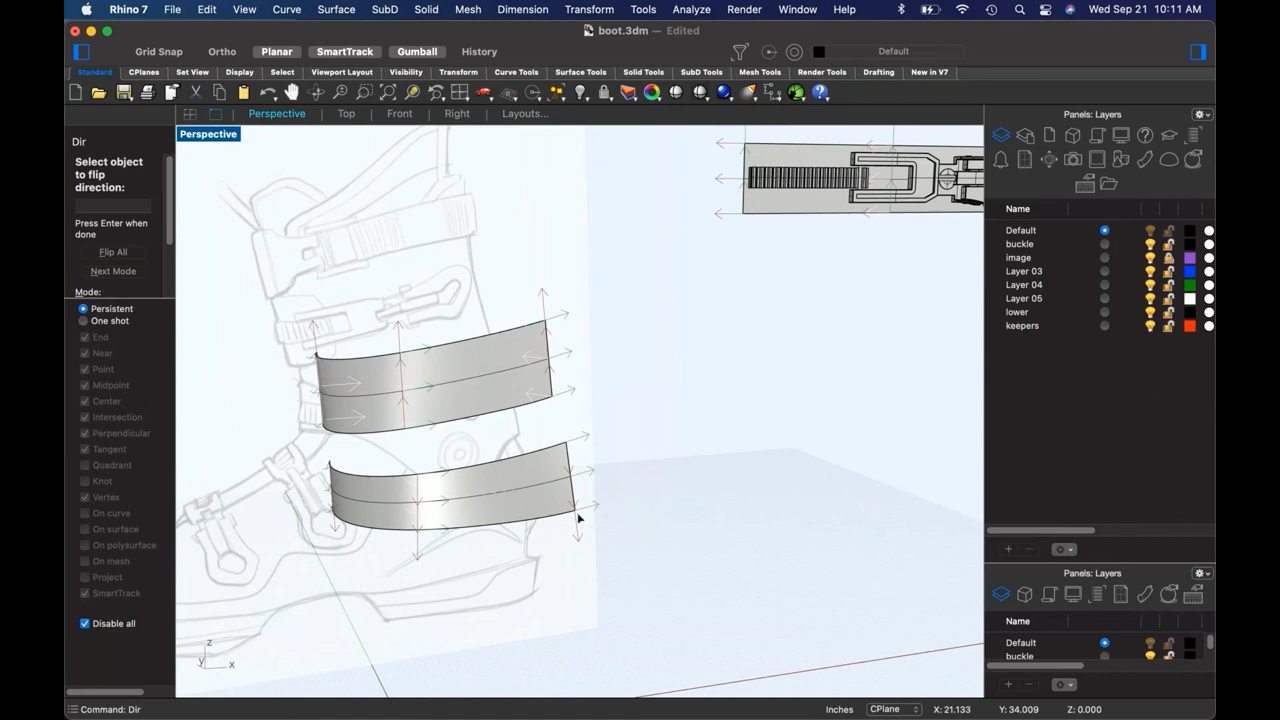 Rhino 7 File Edit View Curve Surface SubD Solid Mesh Dimension Transform Tools Analyze Render Window Help Wed Sep 21 10:11 AM
boot.3dm — Edited
Grid Snap Ortho Planar SmartTrack Gumball History Default
Standard CPlanes Set View Display Select Viewport Layout Visibility Transform Curve Tools Surface Tools Solid Tools SubD Tools Mesh Tools Render Tools Drafting New in V7
Perspective Top Front Right Layouts... Panels: Layers
Perspective
Dir
Select object
to flip
direction:
Press Enter when
done
Flip All
Next Mode
Mode:
Persistent
One shot
End
Near
Point
Midpoint
Center
Intersection
Perpendicular
Tangent
Quadrant
Knot
Vertex
On curve
On surface
On polysurface
On mesh
Project
SmartTrack
Disable all
z
y x
Name
Default
buckle
image
Layer 03
Layer 04
Layer 05
lower
keepers
Panels: Layers
Name
Default
buckle
Command: Dir Inches CPlane X: 21.133 Y: 34.009 Z: 0.000